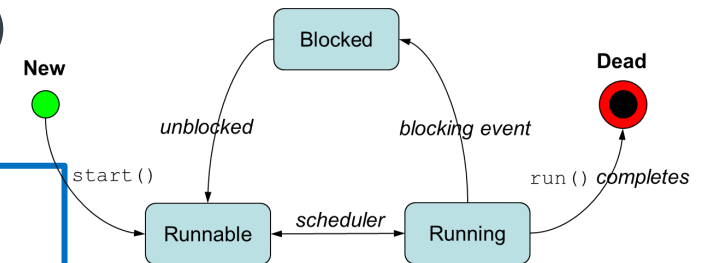 Blocked
New
Dead
unblocked
blocking event
start()
run() completes
Runnable
scheduler
Running